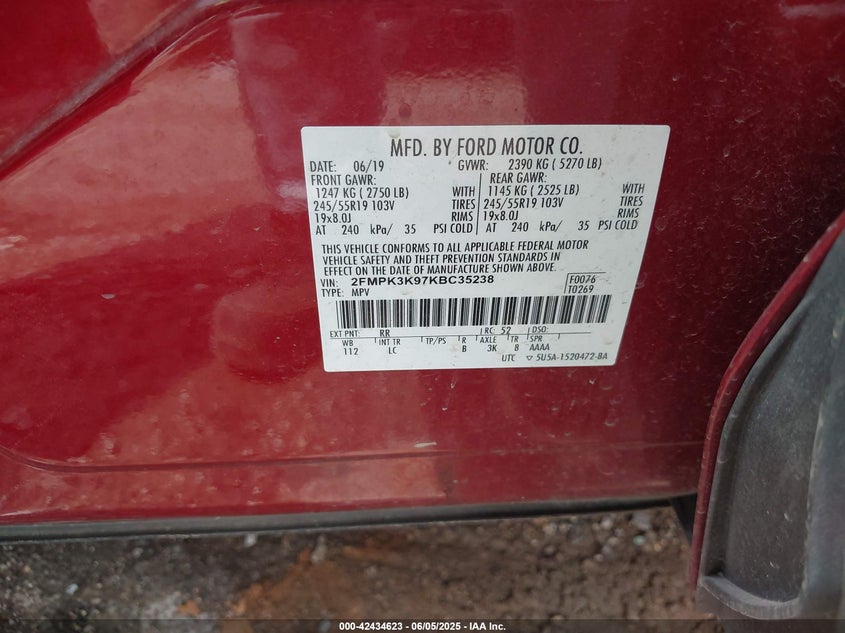 MFD. BY FORD MOTOR CO.
DATE: 06/19 GVWR: 2390 KG ( 5270 LB)
FRONT GAWR: REAR GAWR:
1247 KG ( 2750 LB) WITH 1145 KG ( 2525 LB) WITH
245/55R19 103V TIRES 245/55R19 103V TIRES
19x8.0J RIMS 19x8.0J RIMS
AT 240 kPa/ 35 PSI COLD AT 240 kPa/ 35 PSI COLD
THIS VEHICLE CONFORMS TO ALL APPLICABLE FEDERAL MOTOR
VEHICLE SAFETY AND THEFT PREVENTION STANDARDS IN
EFFECT ON THE DATE OF MANUFACTURE SHOWN ABOVE.
VIN: 2FMPK3K97KBC35238 F0076
TYPE: MPV T0269
EXT PNT: RR RC: 52 DSO:
WB INT TR TP/PS R AXLE TR SPR
112 LC B 3K 8 AAAA
UTC ▽ 5U5A-1520472-BA
000-42434623 - 06/05/2025 - IAA Inc.